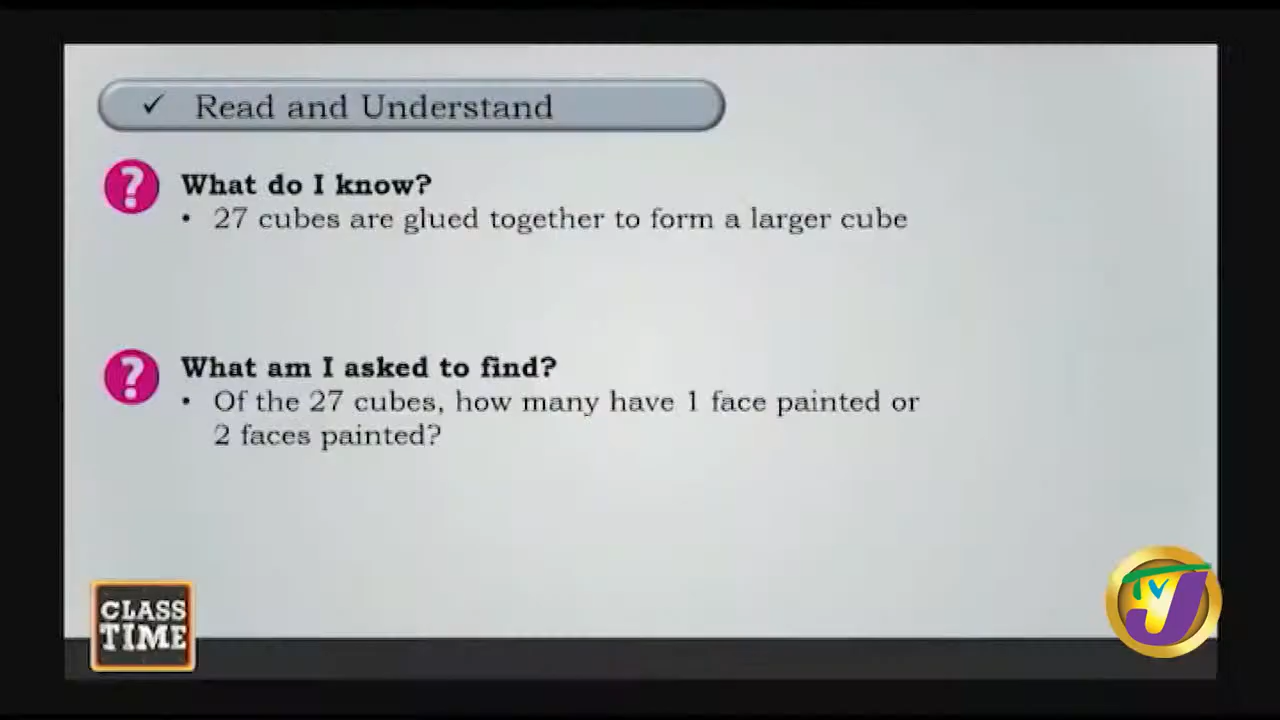 ✓ Read and Understand
? What do I know?
• 27 cubes are glued together to form a larger cube
? What am I asked to find?
• Of the 27 cubes, how many have 1 face painted or
2 faces painted?
CLASS
TIME
TVJ